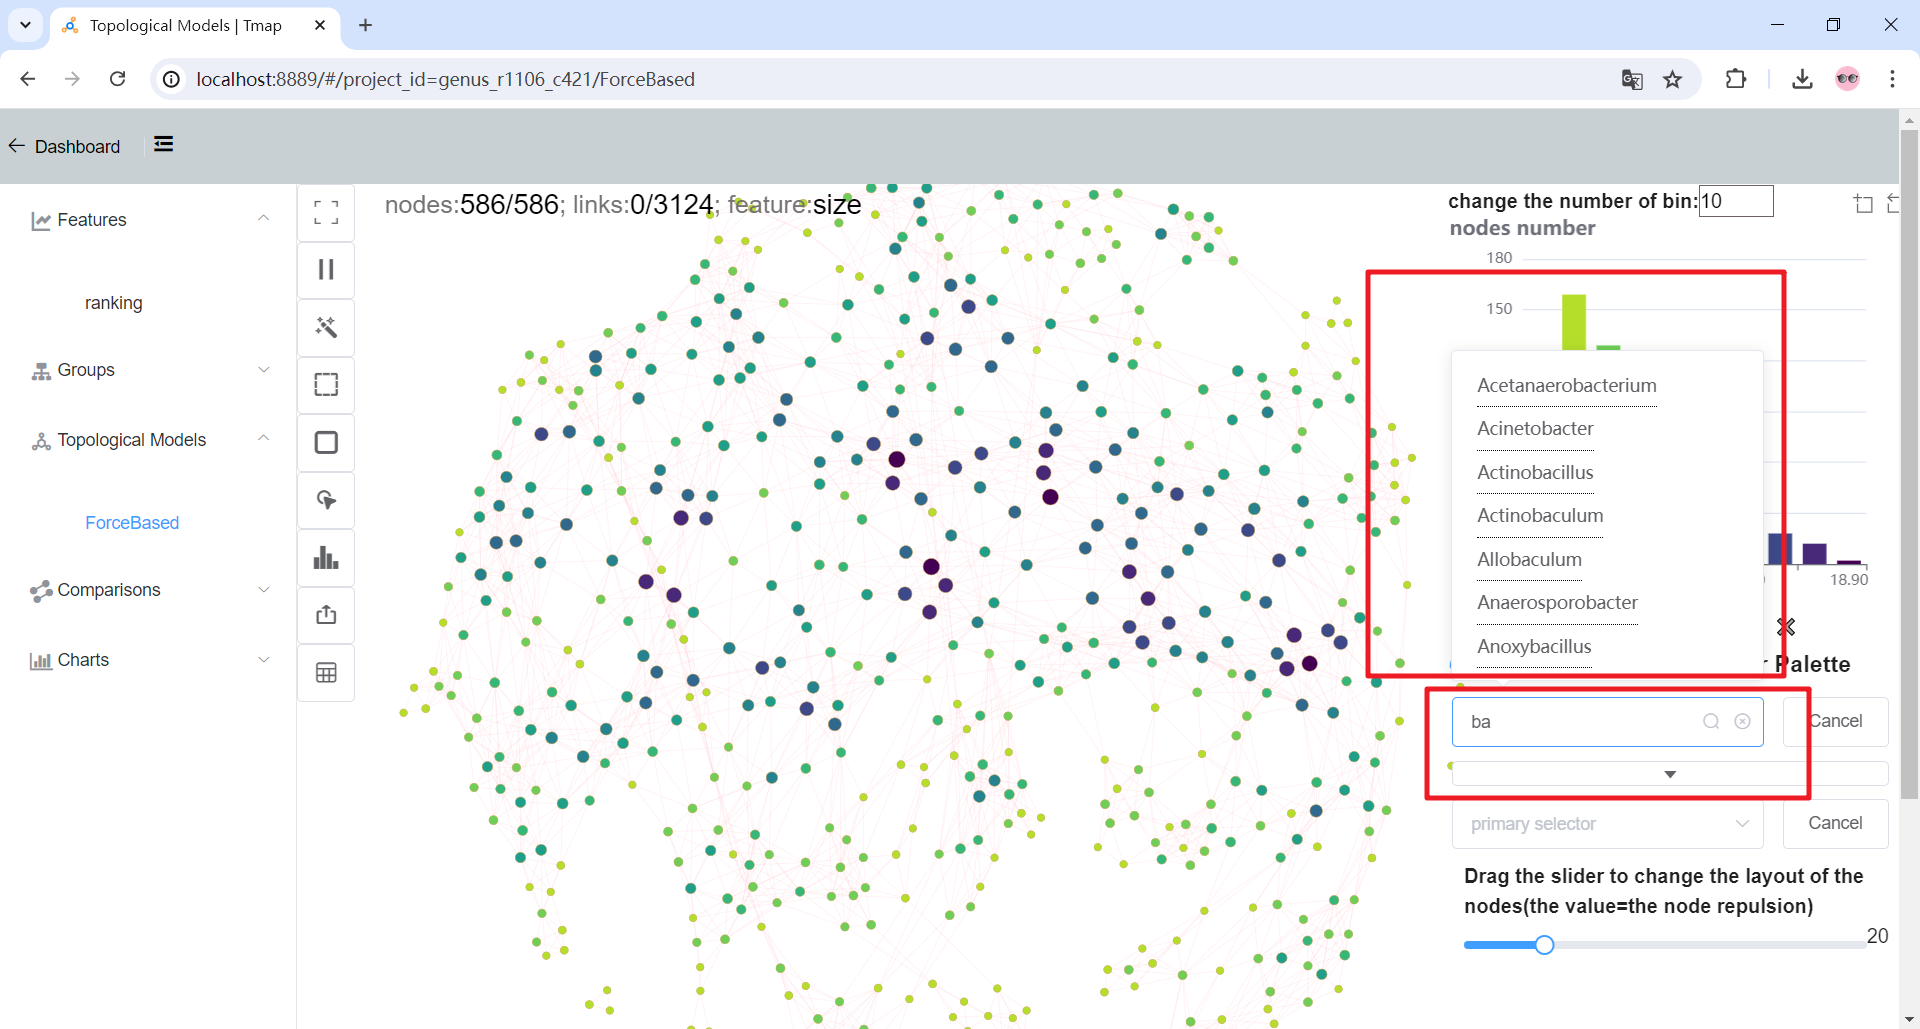 Topological Models | Tmap
localhost:8889/#/project_id=genus_r1106_c421/ForceBased
Dashboard
Features
ranking
Groups
Topological Models
ForceBased
Comparisons
Charts
nodes:586/586; links:0/3124; feature:size
change the number of bin:10
nodes number
180
150
18.90
Acetanaerobacterium
Acinetobacter
Actinobacillus
Actinobaculum
Allobaculum
Anaerosporobacter
Anoxybacillus
Palette
ba
Cancel
primary selector
Cancel
Drag the slider to change the layout of the
nodes(the value=the node repulsion)
20